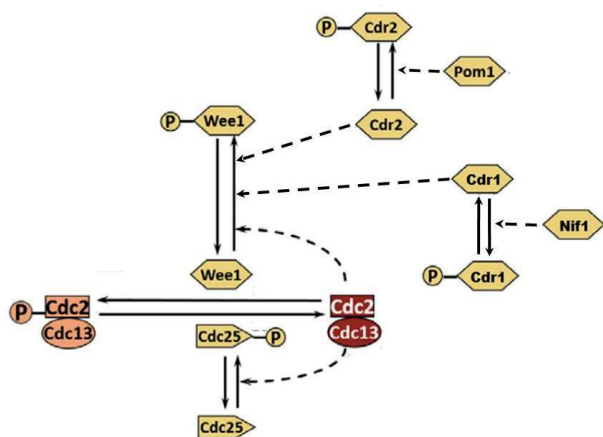 P Cdr2
Pom1
P Wee1
Cdr2
Cdr1
Nif1
Wee1
P Cdr1
P Cdc2
Cdc13
Cdc2
Cdc13
Cdc25 P
Cdc25